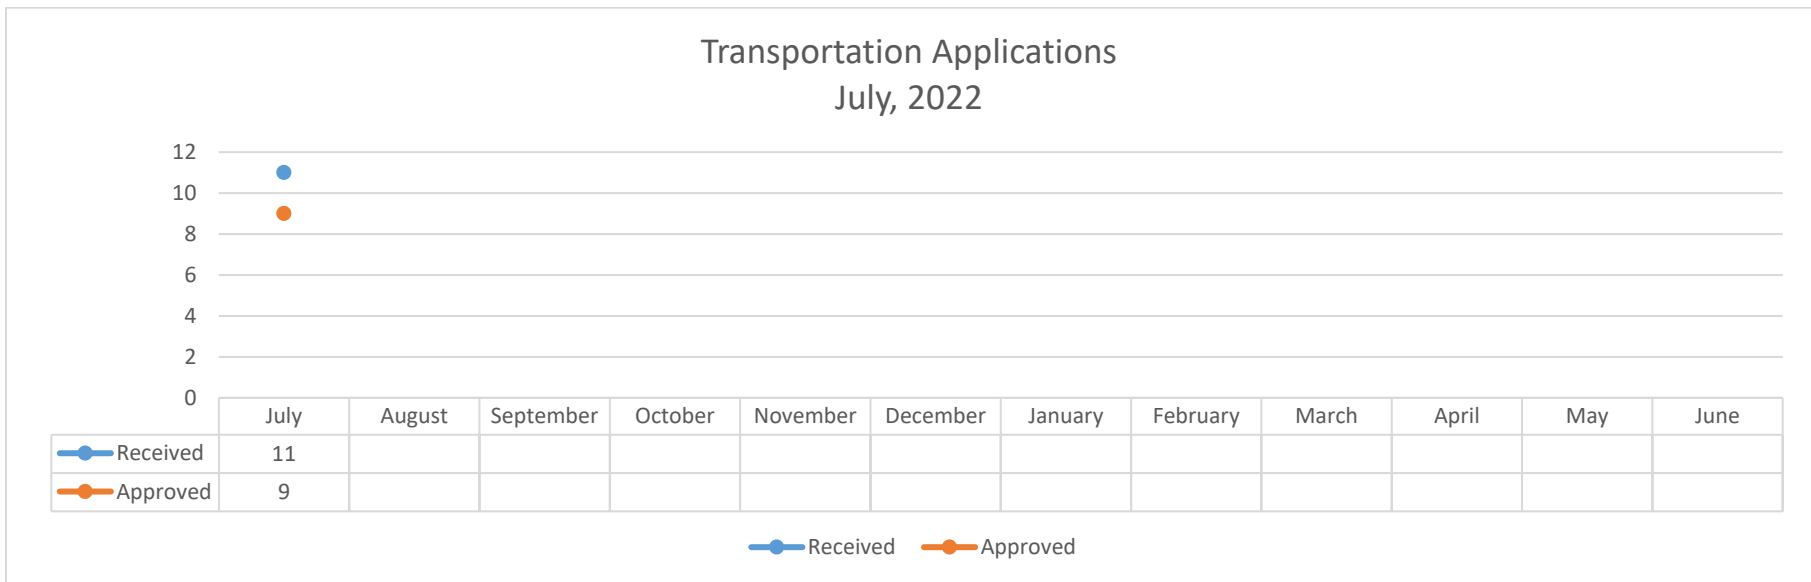 Transportation Applications
July, 2022
12
10
8
6
4
2
0
July August September October November December January February March April May June
Received 11
Approved 9
Received Approved